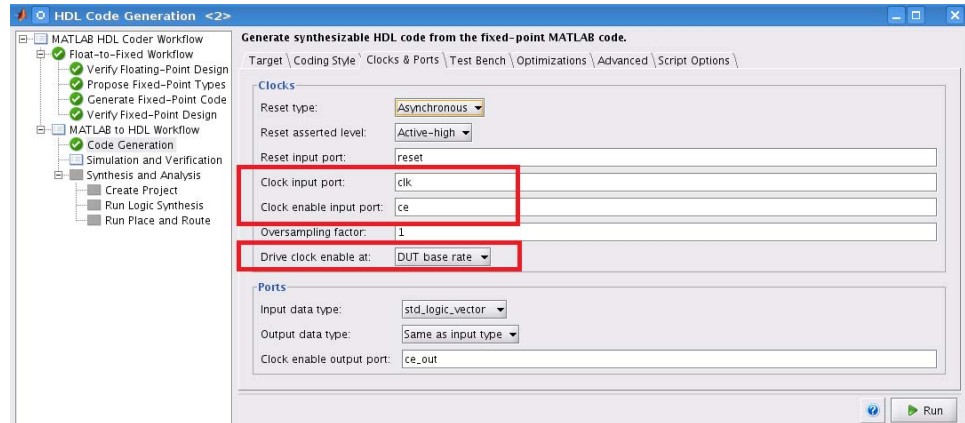 HDL Code Generation <2>
MATLAB HDL Coder Workflow
Float-to-Fixed Workflow
Verify Floating-Point Design
Propose Fixed-Point Types
Generate Fixed-Point Code
Verify Fixed-Point Design
MATLAB to HDL Workflow
Code Generation
Simulation and Verification
Synthesis and Analysis
Create Project
Run Logic Synthesis
Run Place and Route
Generate synthesizable HDL code from the fixed-point MATLAB code.
Target \ Coding Style \ Clocks & Ports \ Test Bench \ Optimizations \ Advanced \ Script Options \
Clocks
Reset type: Asynchronous
Reset asserted level: Active-high
Reset input port: reset
Clock input port: clk
Clock enable input port: ce
Oversampling factor: 1
Drive clock enable at: DUT base rate
Ports
Input data type: std_logic_vector
Output data type: Same as input type
Clock enable output port: ce_out
? Run